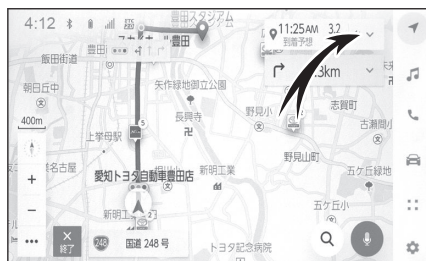 4:12
豊田スタジアム
11:25AM 3.2
到着予想
豊田
飯田街道
3km
朝日丘中
矢作緑地御立公園
400m
長興寺
野見小
志賀町
古瀬間
5
上挙母駅
野見山町
名古屋
愛知トヨタ自動車豊田店
新明工業
五ケ丘緑地
五ケ丘小
新明工
2
終了
248
国道 248 号
トヨタ記念病院